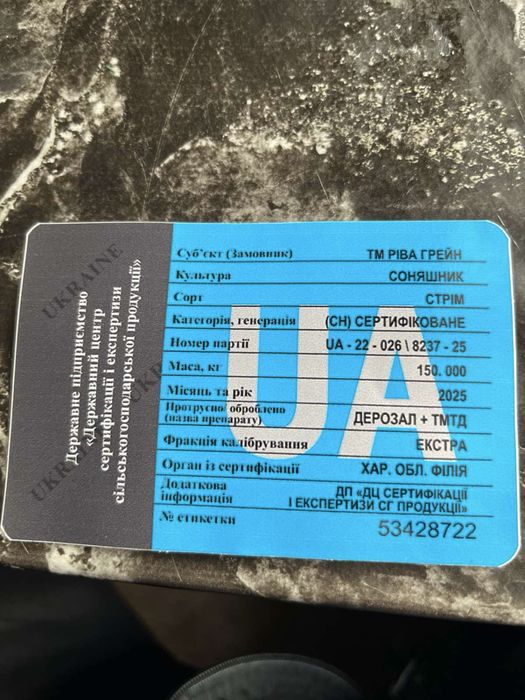 UKRAINE
UKRAINE
UKRAINE
Державне підприємство
«Державний центр
сертифікації і експертизи
сільськогосподарської продукції»
UA
Суб'єкт (Замовник) ТМ РІВА ГРЕЙН
Культура СОНЯШНИК
Сорт СТРІМ
Категорія, генерація (СН) СЕРТИФІКОВАНЕ
Номер партії UA - 22 - 026 \ 8237 - 25
Маса, кг 150. 000
Місяць та рік 2025
Протруєно/ оброблено
(назва препарату) ДЕРОЗАЛ + ТМТД
Фракція калібрування ЕКСТРА
Орган із сертифікації ХАР. ОБЛ. ФІЛІЯ
Додаткова ДП «ДЦ СЕРТИФІКАЦІЇ
інформація І ЕКСПЕРТИЗИ СГ ПРОДУКЦІЇ»
№ етикетки 53428722